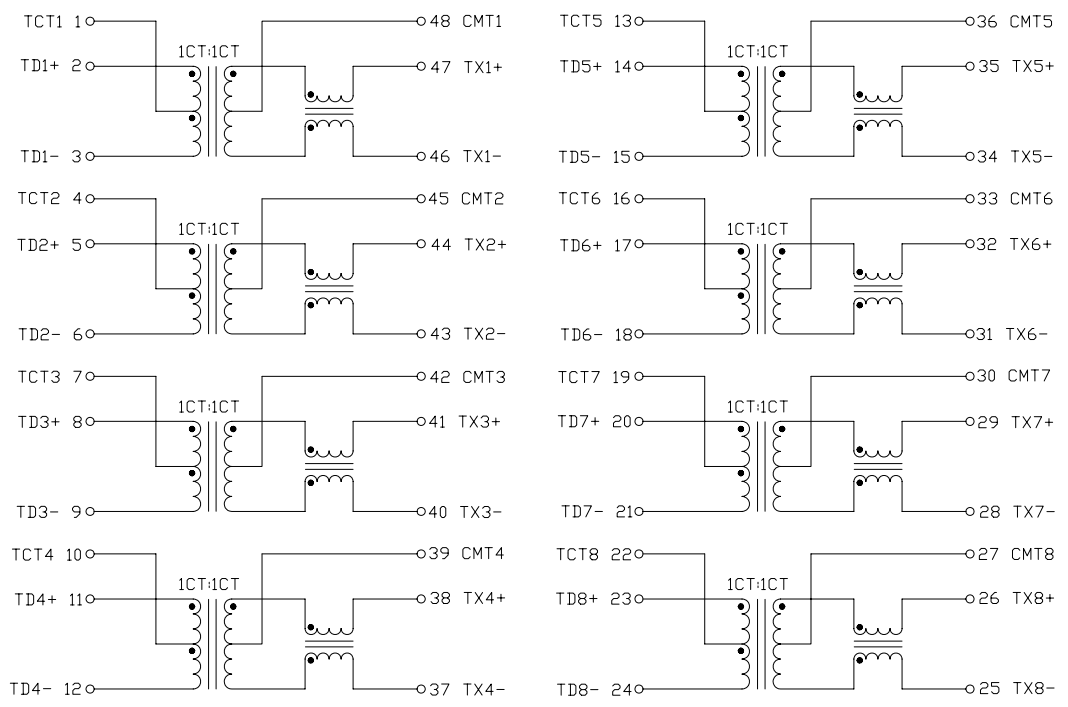 TCT1 1 48 CMT1
1CT:1CT
TD1+ 2 47 TX1+
TD1- 3 46 TX1-
TCT2 4 45 CMT2
1CT:1CT
TD2+ 5 44 TX2+
TD2- 6 43 TX2-
TCT3 7 42 CMT3
1CT:1CT
TD3+ 8 41 TX3+
TD3- 9 40 TX3-
TCT4 10 39 CMT4
1CT:1CT
TD4+ 11 38 TX4+
TD4- 12 37 TX4-
TCT5 13 36 CMT5
1CT:1CT
TD5+ 14 35 TX5+
TD5- 15 34 TX5-
TCT6 16 33 CMT6
1CT:1CT
TD6+ 17 32 TX6+
TD6- 18 31 TX6-
TCT7 19 30 CMT7
1CT:1CT
TD7+ 20 29 TX7+
TD7- 21 28 TX7-
TCT8 22 27 CMT8
1CT:1CT
TD8+ 23 26 TX8+
TD8- 24 25 TX8-